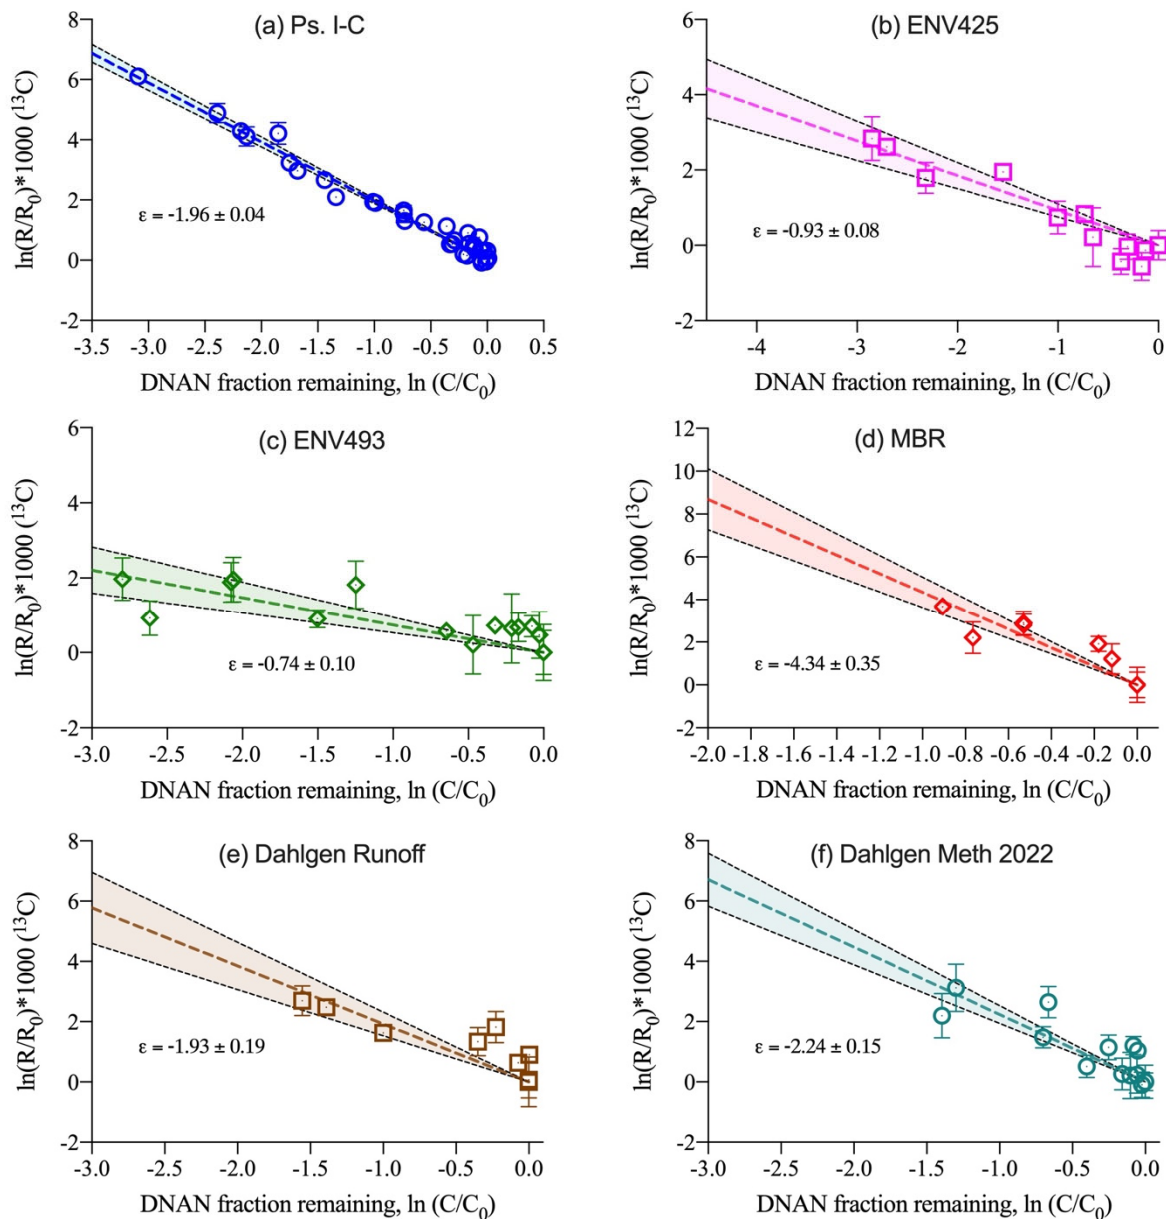 (a) Ps. I-C
ln(R/R₀)*1000 (¹³C)
8
6
4
2
0
-2
ε = -1.96 ± 0.04
-3.5 -3.0 -2.5 -2.0 -1.5 -1.0 -0.5 0.0 0.5
DNAN fraction remaining, ln (C/C₀)
(b) ENV425
ln(R/R₀)*1000 (¹³C)
6
4
2
0
-2
ε = -0.93 ± 0.08
-4 -3 -2 -1 0
DNAN fraction remaining, ln (C/C₀)
(c) ENV493
ln(R/R₀)*1000 (¹³C)
6
4
2
0
-2
ε = -0.74 ± 0.10
-3.0 -2.5 -2.0 -1.5 -1.0 -0.5 0.0
DNAN fraction remaining, ln (C/C₀)
(d) MBR
ln(R/R₀)*1000 (¹³C)
12
10
8
6
4
2
0
-2
ε = -4.34 ± 0.35
-2.0 -1.8 -1.6 -1.4 -1.2 -1.0 -0.8 -0.6 -0.4 -0.2 0.0
DNAN fraction remaining, ln (C/C₀)
(e) Dahlgen Runoff
ln(R/R₀)*1000 (¹³C)
8
6
4
2
0
-2
ε = -1.93 ± 0.19
-3.0 -2.5 -2.0 -1.5 -1.0 -0.5 0.0
DNAN fraction remaining, ln (C/C₀)
(f) Dahlgen Meth 2022
ln(R/R₀)*1000 (¹³C)
8
6
4
2
0
-2
ε = -2.24 ± 0.15
-3.0 -2.5 -2.0 -1.5 -1.0 -0.5 0.0
DNAN fraction remaining, ln (C/C₀)